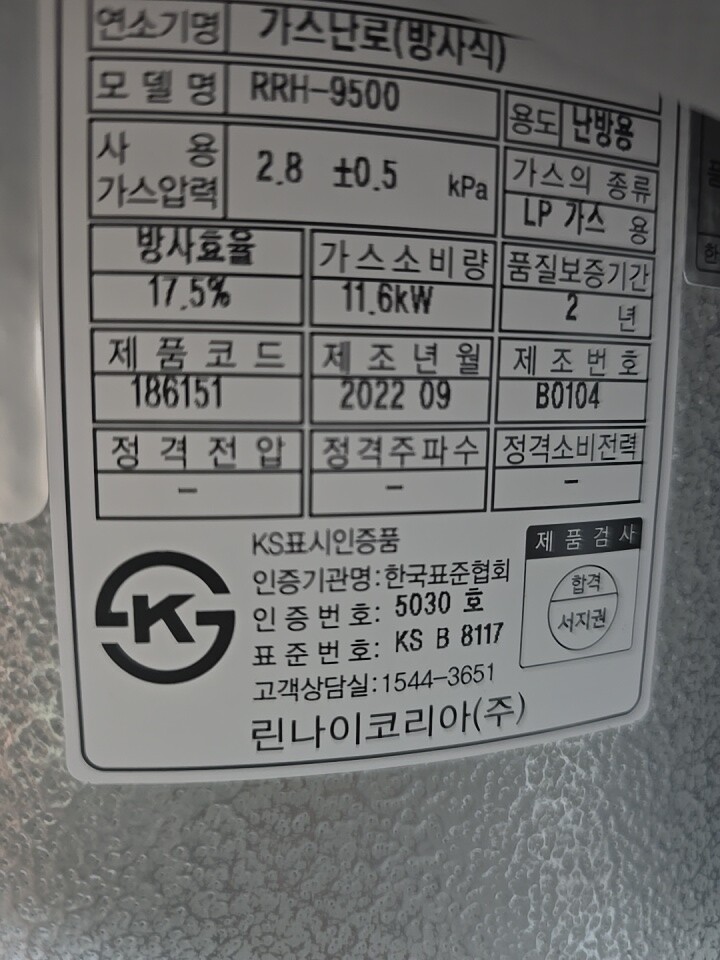 연소기명 가스난로(방사식)
모델명 RRH-9500 용도 난방용
사용가스압력 2.8 ±0.5 kPa 가스의 종류 LP 가스 용
방사효율 가스소비량 품질보증기간
17.5% 11.6kW 2 년
제품코드 제조년월 제조번호
186151 2022 09 B0104
정격전압 정격주파수 정격소비전력
- - -
KS표시인증품
인증기관명:한국표준협회
인증번호: 5030 호
표준번호: KS B 8117
고객상담실:1544-3651
린나이코리아(주)
K
제품검사
합격
서지권